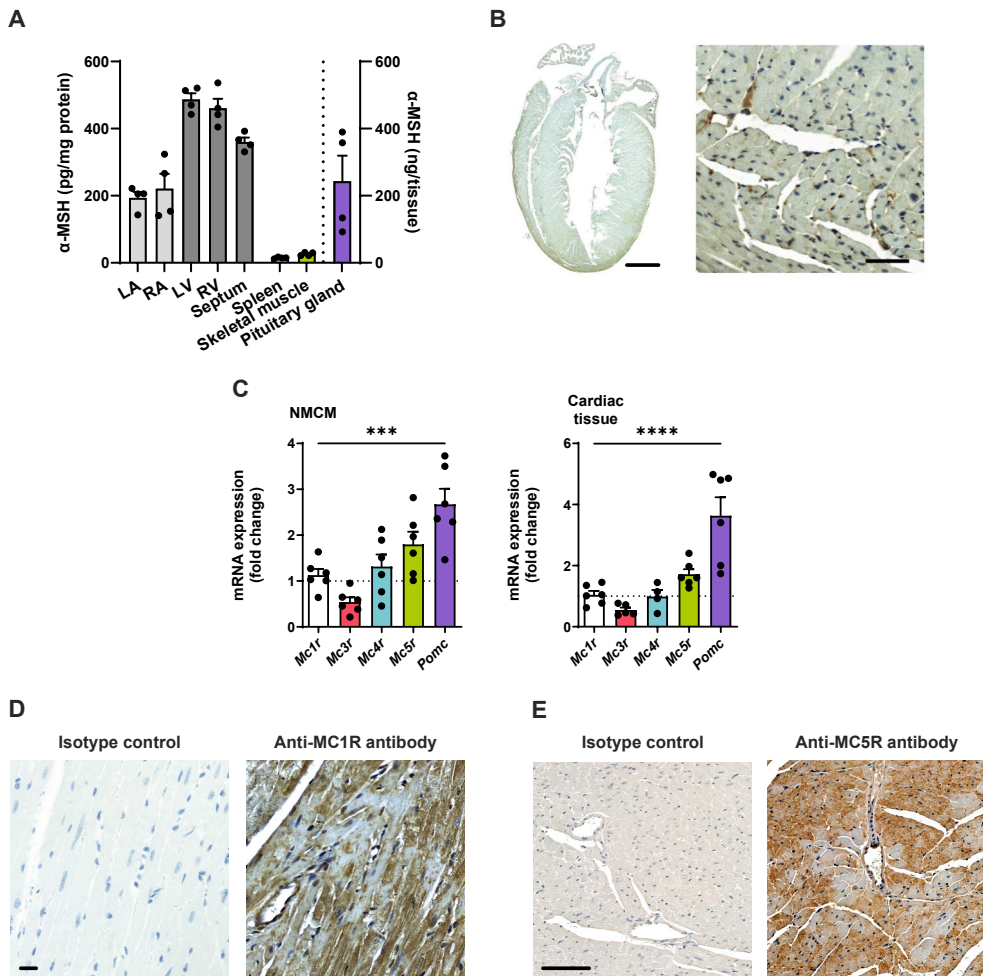 A
600
400
200
0
α-MSH (pg/mg protein)
600
400
200
0
α-MSH (ng/tissue)
LA
RA
LV
RV
Septum
Spleen
Skeletal muscle
Pituitary gland
B
C
NMCM
***
4
3
2
1
0
mRNA expression
(fold change)
Mc1r
Mc3r
Mc4r
Mc5r
Pomc
Cardiac
tissue
****
6
4
2
0
mRNA expression
(fold change)
Mc1r
Mc3r
Mc4r
Mc5r
Pomc
D
Isotype control
Anti-MC1R antibody
E
Isotype control
Anti-MC5R antibody